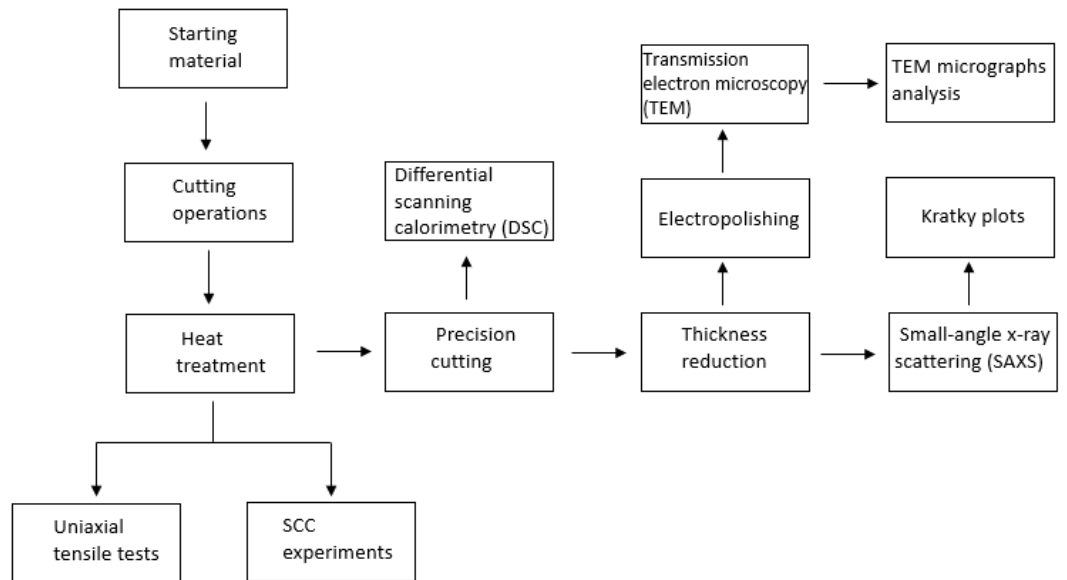 Starting
material
Cutting
operations
Heat
treatment
Uniaxial
tensile tests
SCC
experiments
Precision
cutting
Differential
scanning
calorimetry (DSC)
Thickness
reduction
Electropolishing
Transmission
electron microscopy
(TEM)
TEM micrographs
analysis
Small-angle x-ray
scattering (SAXS)
Kratky plots